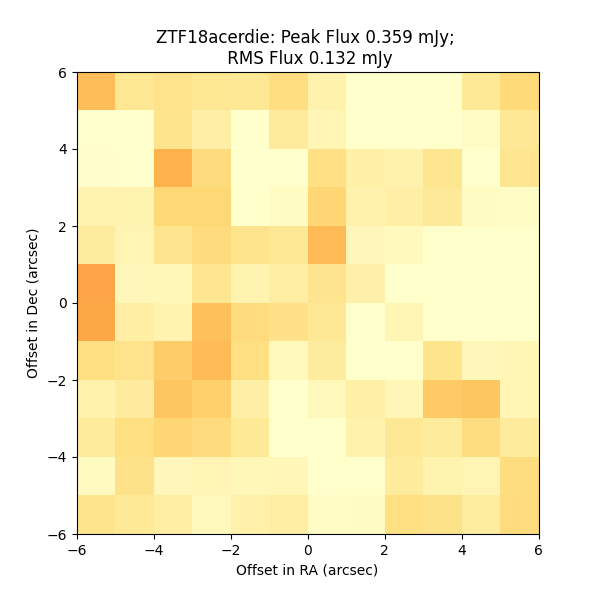 ZTF18acerdie: Peak Flux 0.359 mJy;
RMS Flux 0.132 mJy
6
4
2
0
−2
−4
−6
Offset in Dec (arcsec)
−6 −4 −2 0 2 4 6
Offset in RA (arcsec)